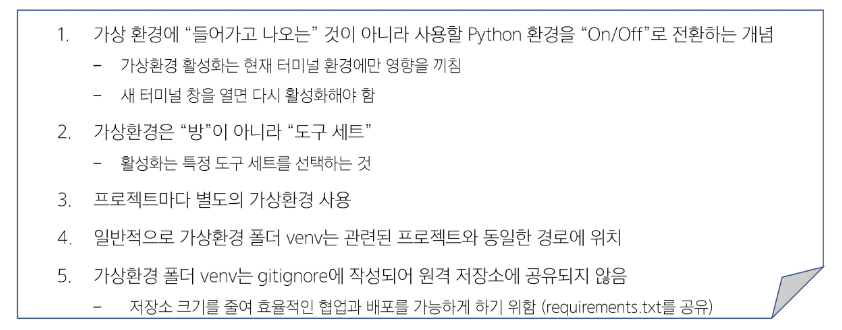 1. 가상 환경에 “들어가고 나오는” 것이 아니라 사용할 Python 환경을 “On/Off”로 전환하는 개념
– 가상환경 활성화는 현재 터미널 환경에만 영향을 끼침
– 새 터미널 창을 열면 다시 활성화해야 함
2. 가상환경은 “방”이 아니라 “도구 세트”
– 활성화는 특정 도구 세트를 선택하는 것
3. 프로젝트마다 별도의 가상환경 사용
4. 일반적으로 가상환경 폴더 venv는 관련된 프로젝트와 동일한 경로에 위치
5. 가상환경 폴더 venv는 gitignore에 작성되어 원격 저장소에 공유되지 않음
– 저장소 크기를 줄여 효율적인 협업과 배포를 가능하게 하기 위함 (requirements.txt를 공유)